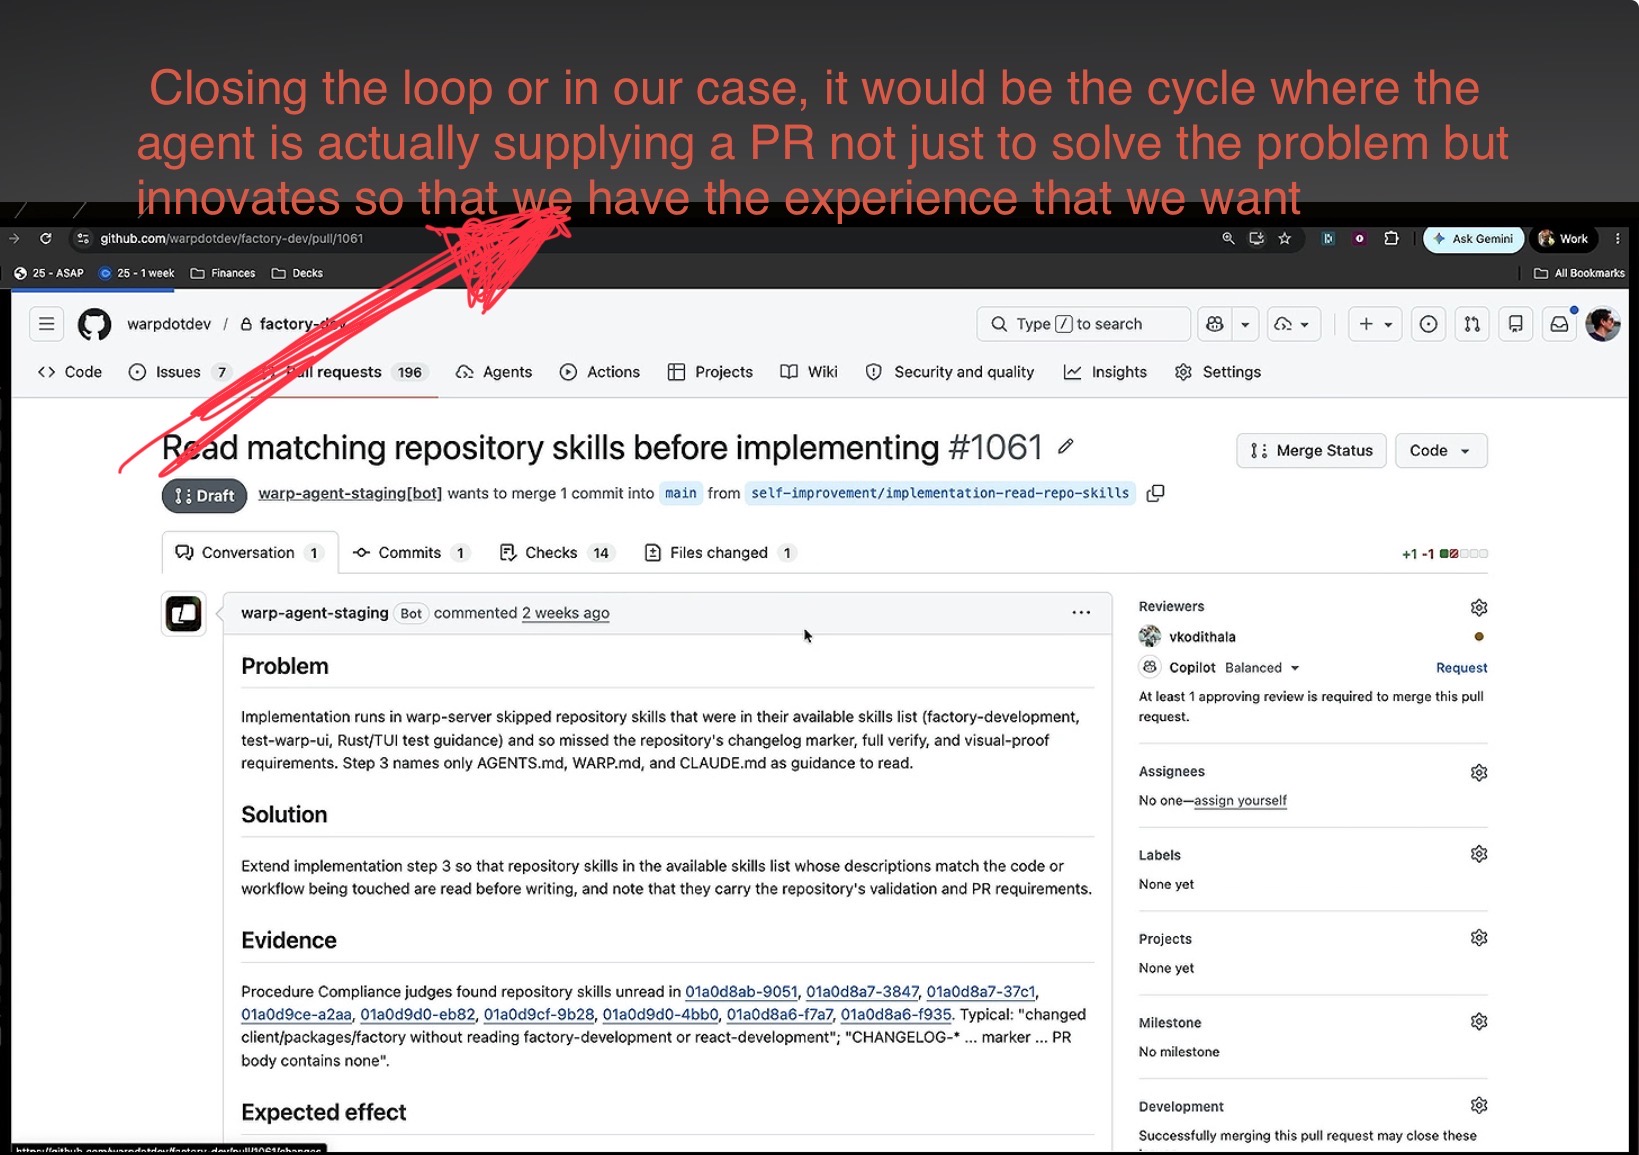 Closing the loop or in our case, it would be the cycle where the
agent is actually supplying a PR not just to solve the problem but
innovates so that we have the experience that we want
github.com/warpdotdev/factory-dev/pull/1061
Ask Gemini
Work
25 - ASAP
25 - 1 week
Finances
Decks
All Bookmarks
warpdotdev / factory-dev
Type / to search
Code
Issues 7
Pull requests 196
Agents
Actions
Projects
Wiki
Security and quality
Insights
Settings
Read matching repository skills before implementing #1061
Merge Status
Code
Draft
warp-agent-staging[bot] wants to merge 1 commit into main from self-improvement/implementation-read-repo-skills
Conversation 1
Commits 1
Checks 14
Files changed 1
+1 -1
warp-agent-staging Bot commented 2 weeks ago
Problem
Implementation runs in warp-server skipped repository skills that were in their available skills list (factory-development,
test-warp-ui, Rust/TUI test guidance) and so missed the repository's changelog marker, full verify, and visual-proof
requirements. Step 3 names only AGENTS.md, WARP.md, and CLAUDE.md as guidance to read.
Solution
Extend implementation step 3 so that repository skills in the available skills list whose descriptions match the code or
workflow being touched are read before writing, and note that they carry the repository's validation and PR requirements.
Evidence
Procedure Compliance judges found repository skills unread in 01a0d8ab-9051, 01a0d8a7-3847, 01a0d8a7-37c1,
01a0d9ce-a2aa, 01a0d9d0-eb82, 01a0d9cf-9b28, 01a0d9d0-4bb0, 01a0d8a6-f7a7, 01a0d8a6-f935. Typical: "changed
client/packages/factory without reading factory-development or react-development"; "CHANGELOG-* ... marker ... PR
body contains none".
Expected effect
Reviewers
vkodithala
Copilot Balanced
Request
At least 1 approving review is required to merge this pull
request.
Assignees
No one—assign yourself
Labels
None yet
Projects
None yet
Milestone
No milestone
Development
Successfully merging this pull request may close these
https://github.com/warpdotdev/factory-dev/pull/1061/changes